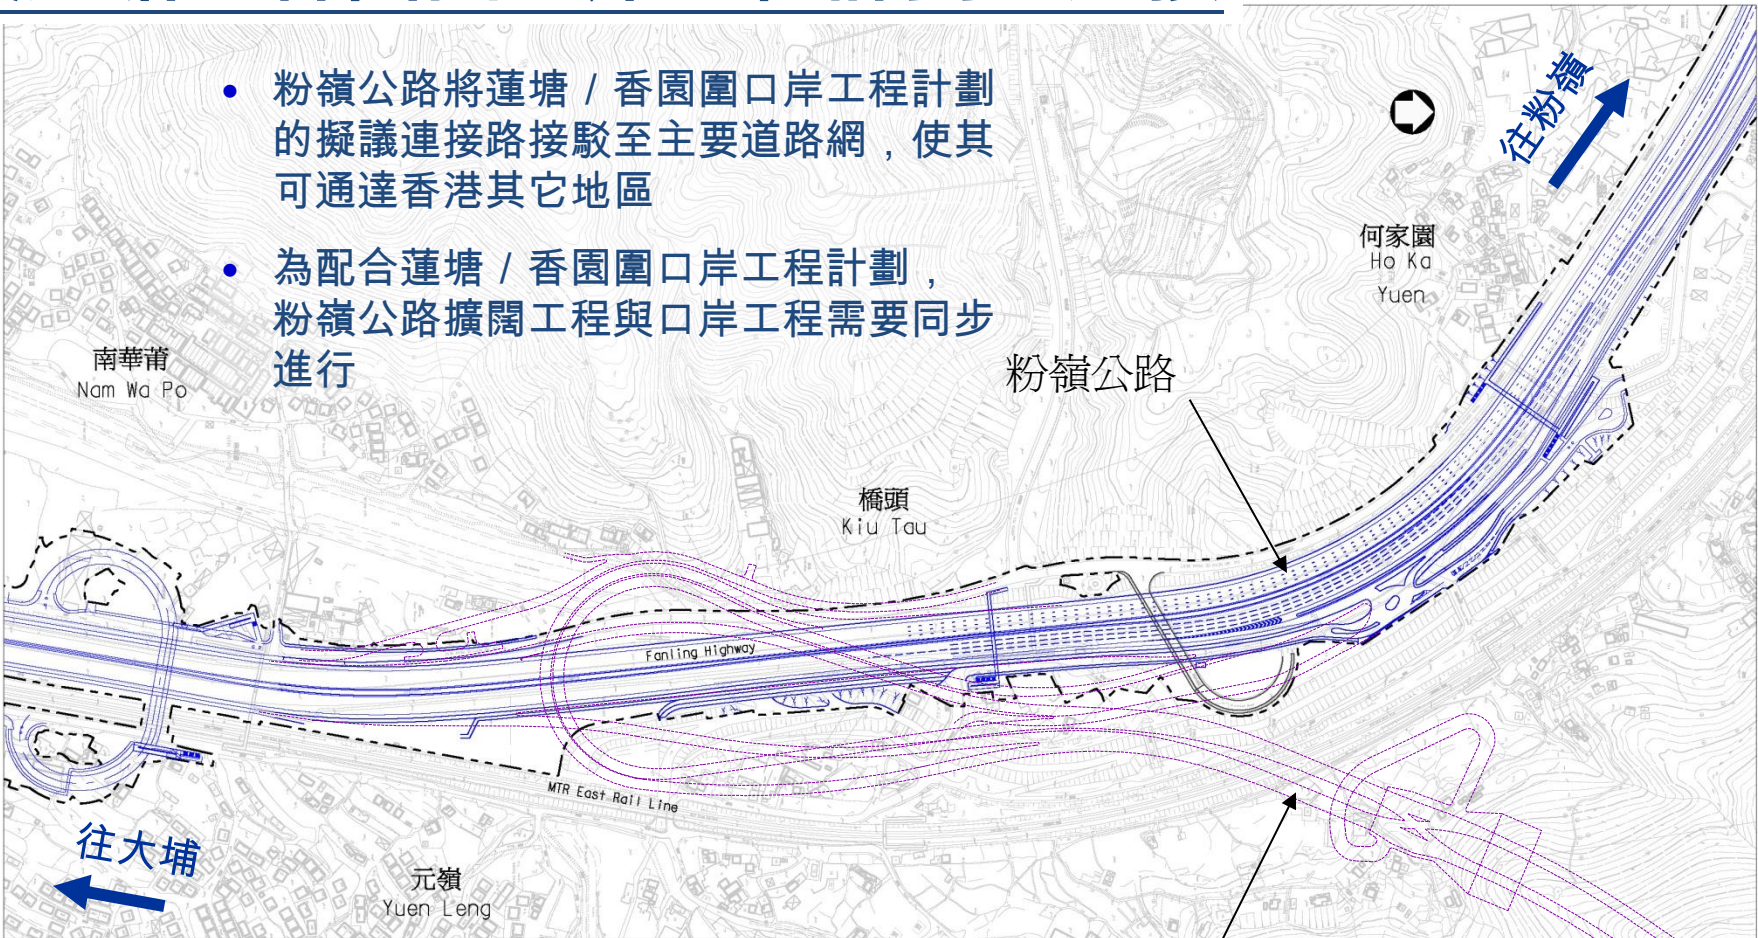 • 粉嶺公路將蓮塘 / 香園圍口岸工程計劃
的擬議連接路接駁至主要道路網，使其
可通達香港其它地區
• 為配合蓮塘 / 香園圍口岸工程計劃，
粉嶺公路擴闊工程與口岸工程需要同步
進行
往粉嶺
何家園
Ho Ka
Yuen
南華莆
Nam Wa Po
粉嶺公路
橋頭
Kiu Tau
Fanling Highway
MTR East Rail Line
往大埔
元嶺
Yuen Leng